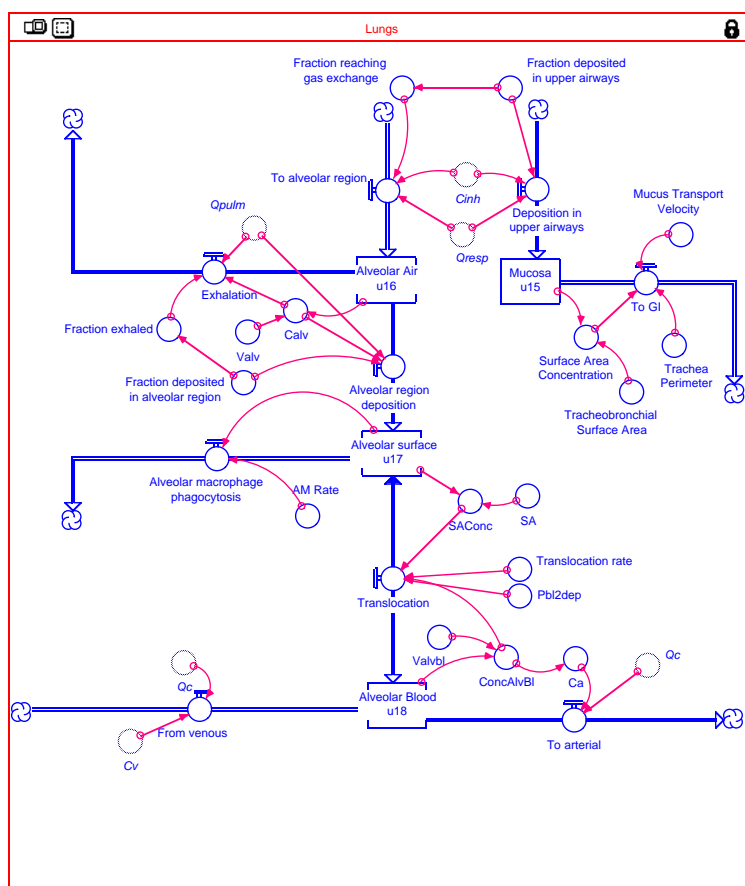 Lungs
Fraction reaching
gas exchange
Fraction deposited
in upper airways
To alveolar region
Cinh
Deposition in
upper airways
Qpulm
Qresp
Mucus Transport
Velocity
Alveolar Air
u16
Mucosa
u15
Exhalation
To GI
Fraction exhaled
Calv
Valv
Surface Area
Concentration
Trachea
Perimeter
Fraction deposited
in alveolar region
Alveolar region
deposition
Tracheobronchial
Surface Area
Alveolar surface
u17
Alveolar macrophage
phagocytosis
AM Rate
SAConc
SA
Translocation rate
Pbl2dep
Translocation
Valvbl
ConcAlvBl
Ca
Qc
Qc
Alveolar Blood
u18
From venous
To arterial
Cv